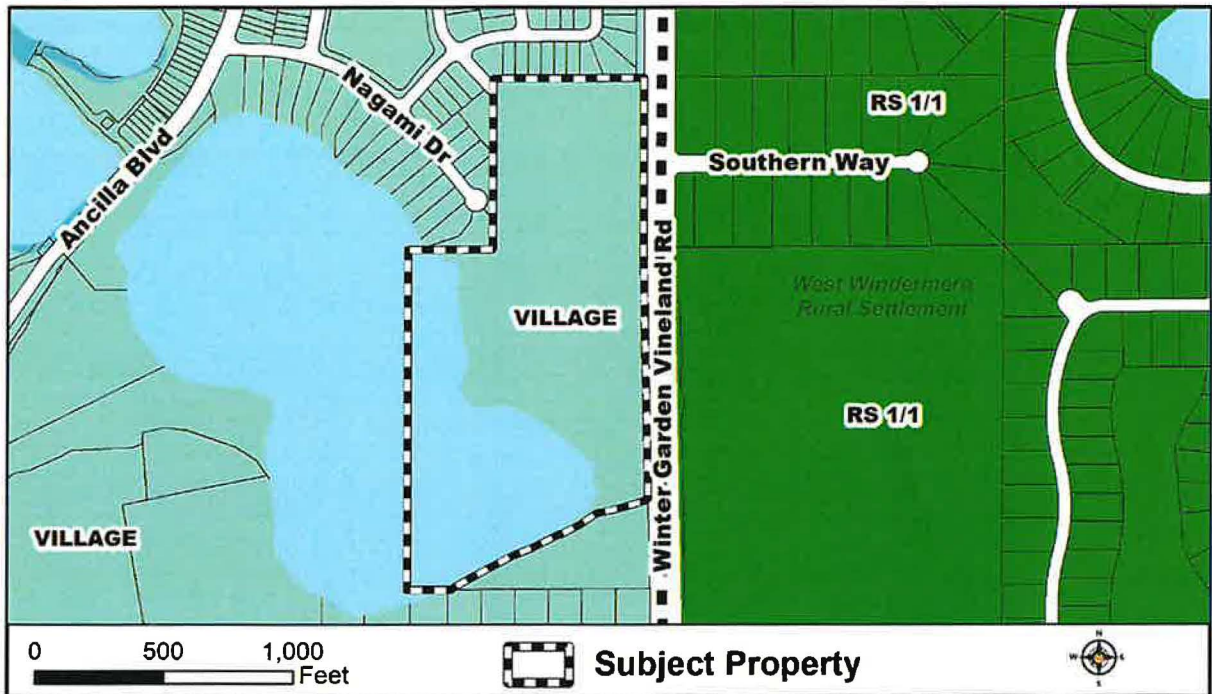 Nagami Dr
Ancilla Blvd
RS 1/1
Southern Way
Winter Garden Vineland Rd
West Windermere
Rural Settlement
VILLAGE
RS 1/1
VILLAGE
0 500 1,000
Feet
Subject Property
N
W E
S